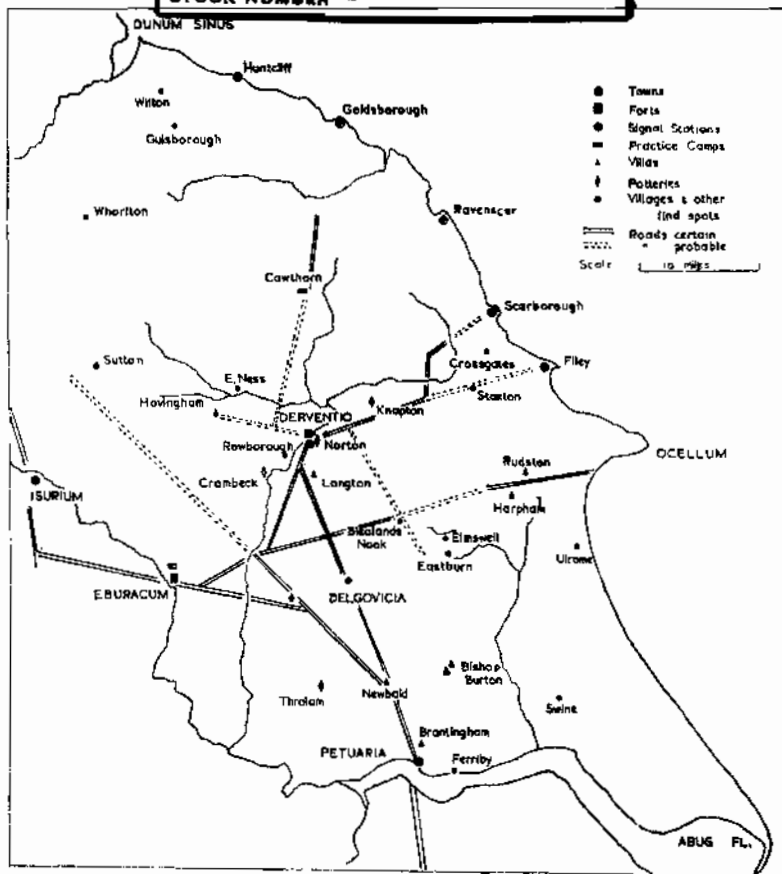 STOCK NUMBER
DUNUM SINUS
Huntcliff
Wilton
Goldsborough
Guisborough
Towns
Forts
Signal Stations
Practice Camps
Villas
Potteries
Villages & other
find spots
Roads certain
" probable
Scale 10 miles
Whorlton
Ravenscar
Cawthorn
Scarborough
Crossgates
Filey
Sutton
E. Ness
Staxton
Hovingham
Knapton
DERVENTIO
Norton
Rowborough
OCELLUM
Crambeck
Langton
Rudston
ISURIUM
Harpham
Elmswell
Nook
Eastburn
Ulrome
EBURACUM
DELGOVICIA
Bishop
Burton
Newbald
Swine
Brantingham
PETUARIA
Ferriby
ABUS FL.